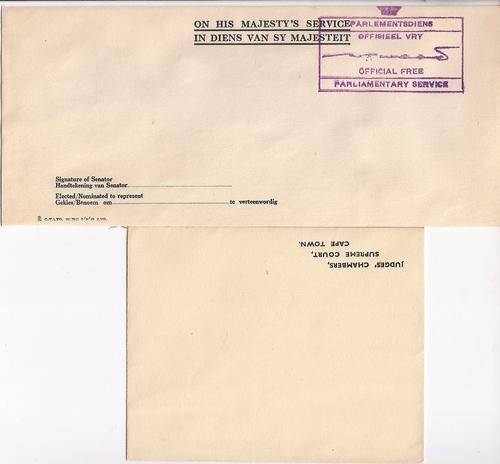 ON HIS MAJESTY'S SERVICE
IN DIENS VAN SY MAJESTEIT
PARLEMENTSDIENS
OFFISIEEL VRY
OFFICIAL FREE
PARLIAMENTARY SERVICE
Signature of Senator
Handtekening van Senator
Elected/Nominated to represent
Gekies/Benoem om te verteenwordig
JUDGES' CHAMBERS,
SUPREME COURT,
CAPE TOWN.